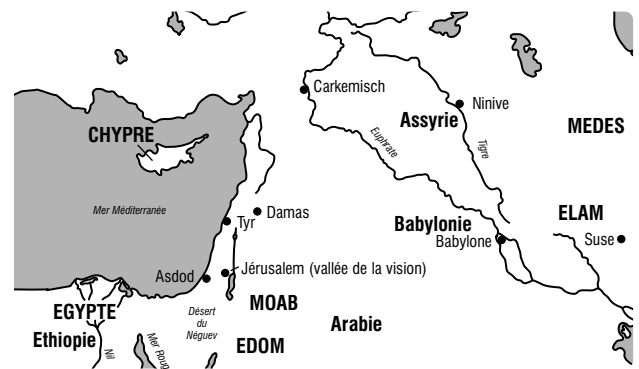 Carkemisch
Ninive
Assyrie
MEDES
CHYPRE
Euphrate
Tigre
Mer Méditerranée
Damas
Tyr
Babylonie
ELAM
Babylone
Suse
Asdod
Jérusalem (vallée de la vision)
MOAB
EGYPTE
Désert
du
Néguev
Arabie
Ethiopie
Nil
Mer Roug
EDOM